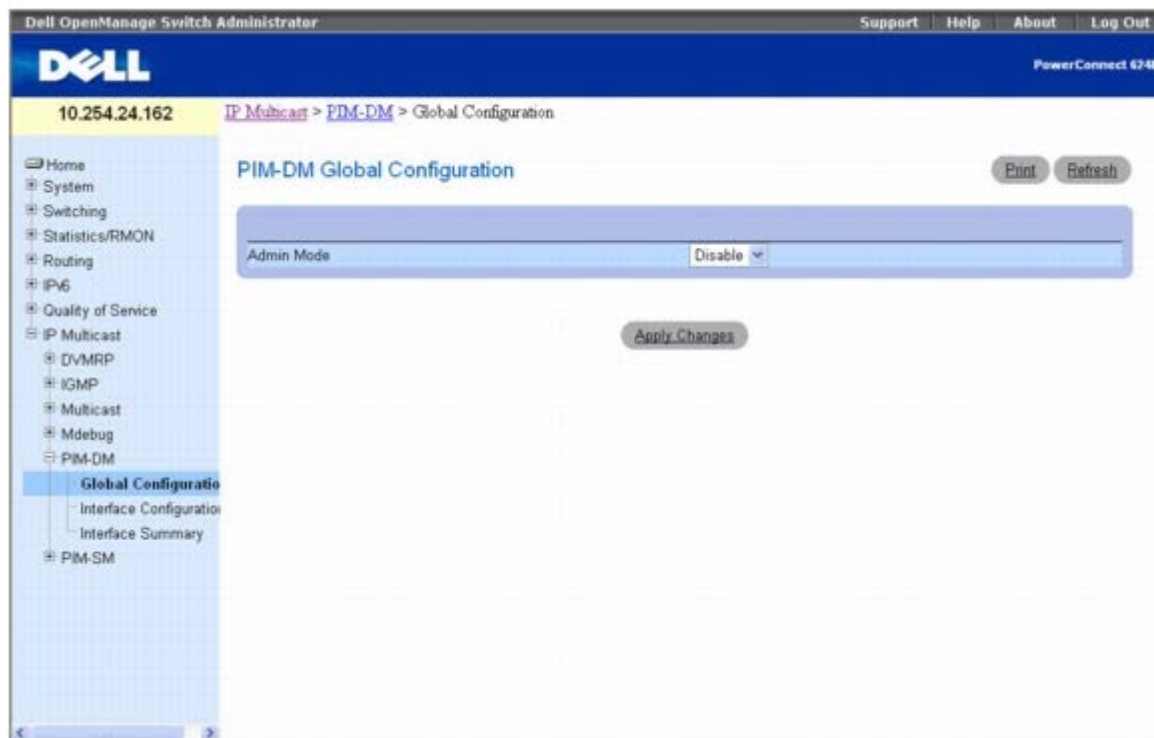 Dell OpenManage Switch Administrator
Support Help About Log Out
DELL
PowerConnect 6248
10.254.24.162
IP Multicast > PIM-DM > Global Configuration
Home
System
Switching
Statistics/RMON
Routing
IPv6
Quality of Service
IP Multicast
DVMRP
IGMP
Multicast
Mdebug
PIM-DM
Global Configuratio
Interface Configuration
Interface Summary
PIM-SM
PIM-DM Global Configuration
Print Refresh
Admin Mode Disable
Apply Changes